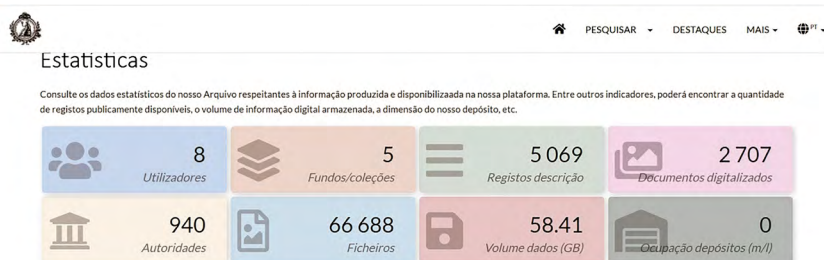 PESQUISAR DESTAQUES MAIS PT
Estatísticas
Consulte os dados estatísticos do nosso Arquivo respeitantes à informação produzida e disponibilizaada na nossa plataforma. Entre outros indicadores, poderá encontrar a quantidade
de registos publicamente disponíveis, o volume de informação digital armazenada, a dimensão do nosso depósito, etc.
8 5 5 069 2 707
Utilizadores Fundos/coleções Registos descrição Documentos digitalizados
940 66 688 58.41 0
Autoridades Ficheiros Volume dados (GB) Ocupação depósitos (m/l)